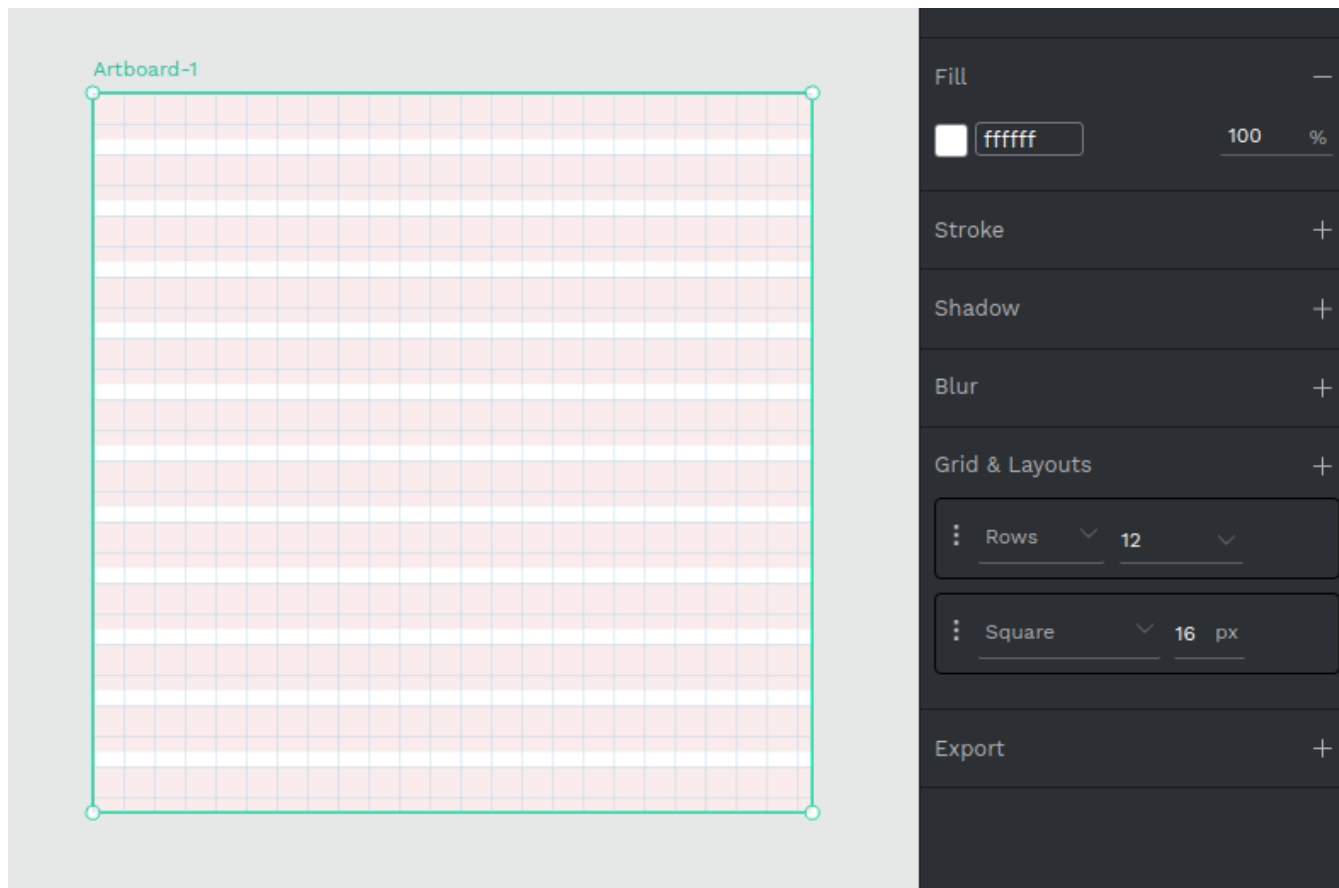 Artboard-1
Fill
ffffff 100 %
Stroke
Shadow
Blur
Grid & Layouts
Rows 12
Square 16 px
Export